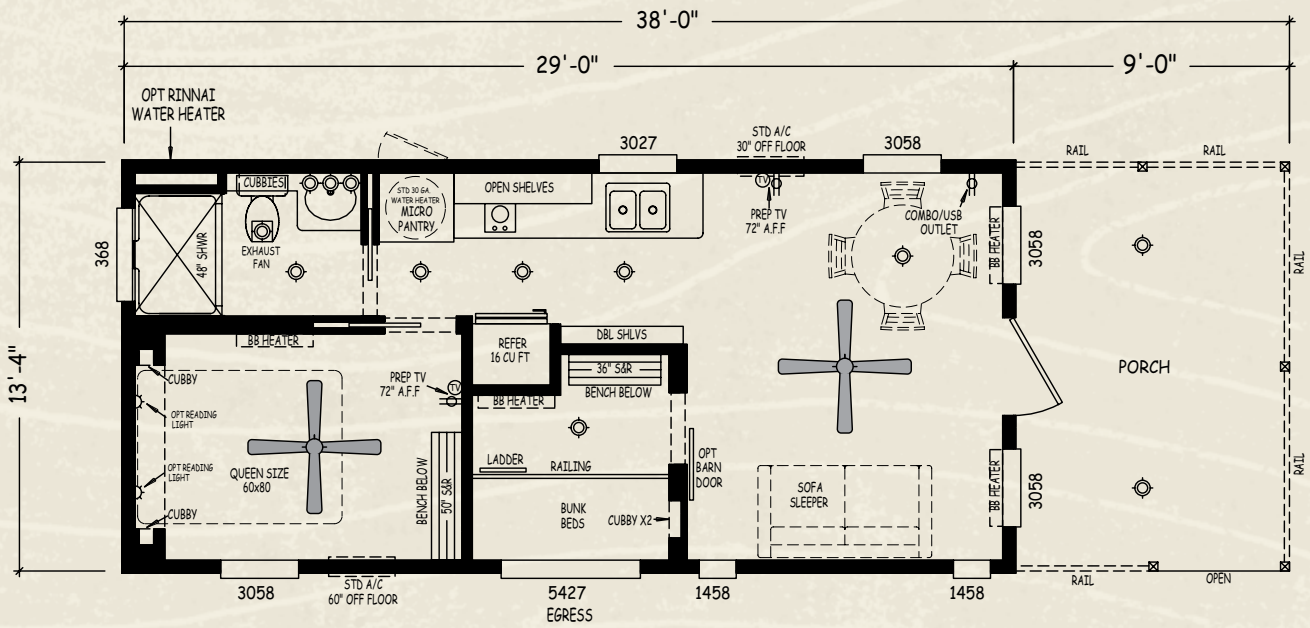 38'-0"
29'-0"
9'-0"
OPT RINNAI
WATER HEATER
3027
STD A/C
30" OFF FLOOR
3058
RAIL
RAIL
CUBBIES
STD 30 GA.
WATER HEATER
MICRO
PANTRY
OPEN SHELVES
TV
PREP TV
72" A.F.F
COMBO/USB
OUTLET
BB HEATER
3058
RAIL
368
48" SHWR
EXHAUST
FAN
13'-4"
BB HEATER
REFER
16 CU FT
DBL SHLVS
36" S&R
BENCH BELOW
PORCH
CUBBY
PREP TV
72" A.F.F
TV
BB HEATER
OPT READING
LIGHT
OPT READING
LIGHT
QUEEN SIZE
60x80
CUBBY
BENCH BELOW
50" S&R
LADDER
RAILING
OPT
BARN
DOOR
BUNK
BEDS
CUBBY X2
SOFA
SLEEPER
BB HEATER
3058
RAIL
3058
STD A/C
60" OFF FLOOR
5427
EGRESS
1458
1458
RAIL
OPEN